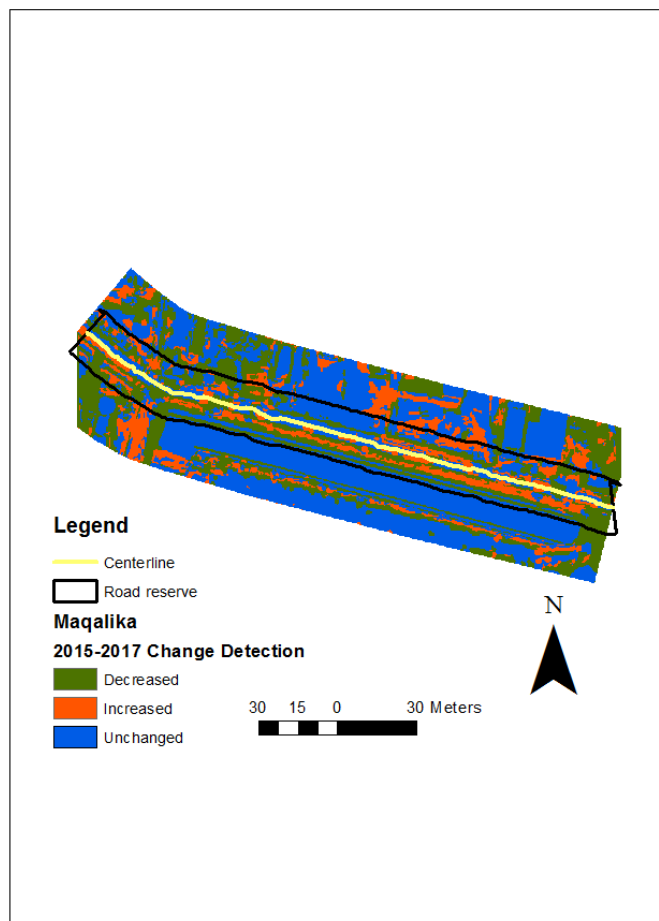 Legend
Centerline
Road reserve
Maqalika
2015-2017 Change Detection
Decreased
Increased
Unchanged
N
30 15 0 30 Meters